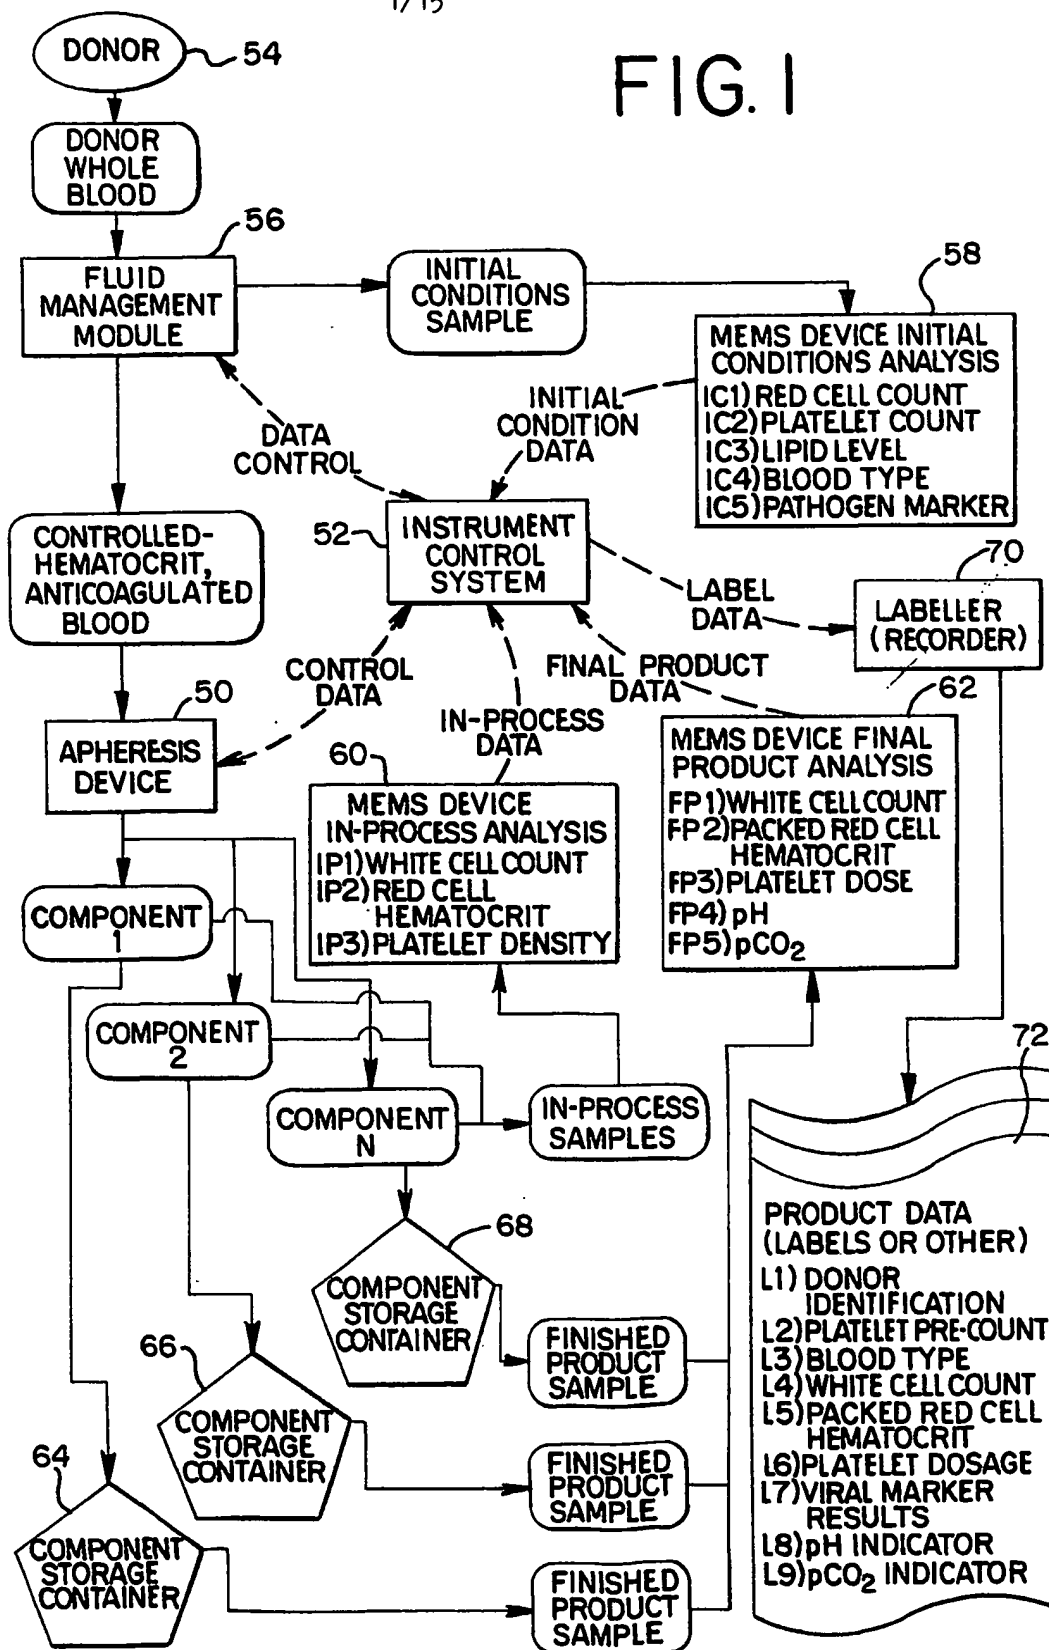 1/15
FIG. 1
DONOR
54
DONOR
WHOLE
BLOOD
56
FLUID
MANAGEMENT
MODULE
INITIAL
CONDITIONS
SAMPLE
58
MEMS DEVICE INITIAL
CONDITIONS ANALYSIS
IC1) RED CELL COUNT
IC2) PLATELET COUNT
IC3) LIPID LEVEL
IC4) BLOOD TYPE
IC5) PATHOGEN MARKER
INITIAL
CONDITION
DATA
DATA
CONTROL
52
INSTRUMENT
CONTROL
SYSTEM
CONTROLLED-
HEMATOCRIT,
ANTICOAGULATED
BLOOD
LABEL
DATA
70
LABELLER
(RECORDER)
CONTROL
DATA
FINAL PRODUCT
DATA
IN-PROCESS
DATA
50
APHERESIS
DEVICE
60
MEMS DEVICE
IN-PROCESS ANALYSIS
IP1) WHITE CELL COUNT
IP2) RED CELL
HEMATOCRIT
IP3) PLATELET DENSITY
62
MEMS DEVICE FINAL
PRODUCT ANALYSIS
FP1) WHITE CELL COUNT
FP2) PACKED RED CELL
HEMATOCRIT
FP3) PLATELET DOSE
FP4) pH
FP5) pCO2
COMPONENT
1
COMPONENT
2
COMPONENT
N
IN-PROCESS
SAMPLES
72
68
COMPONENT
STORAGE
CONTAINER
FINISHED
PRODUCT
SAMPLE
66
COMPONENT
STORAGE
CONTAINER
FINISHED
PRODUCT
SAMPLE
64
COMPONENT
STORAGE
CONTAINER
FINISHED
PRODUCT
SAMPLE
PRODUCT DATA
(LABELS OR OTHER)
L1) DONOR
IDENTIFICATION
L2) PLATELET PRE-COUNT
L3) BLOOD TYPE
L4) WHITE CELL COUNT
L5) PACKED RED CELL
HEMATOCRIT
L6) PLATELET DOSAGE
L7) VIRAL MARKER
RESULTS
L8) pH INDICATOR
L9) pCO2 INDICATOR